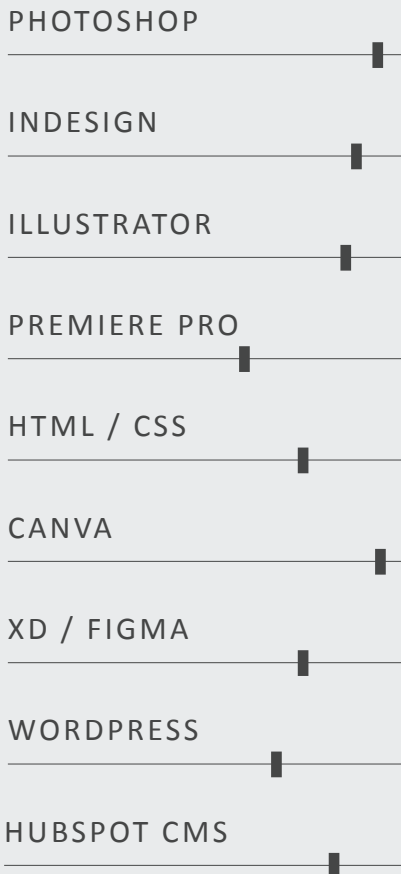 PHOTOSHOP
INDESIGN
ILLUSTRATOR
PREMIERE PRO
HTML / CSS
CANVA
XD / FIGMA
WORDPRESS
HUBSPOT CMS